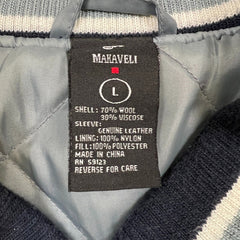 MAKAVELI
L
SHELL: 70% WOOL
30% VISCOSE
SLEEVE:
GENUINE LEATHER
LINING: 100% NYLON
FILL: 100% POLYESTER
MADE IN CHINA
RN 59123
REVERSE FOR CARE